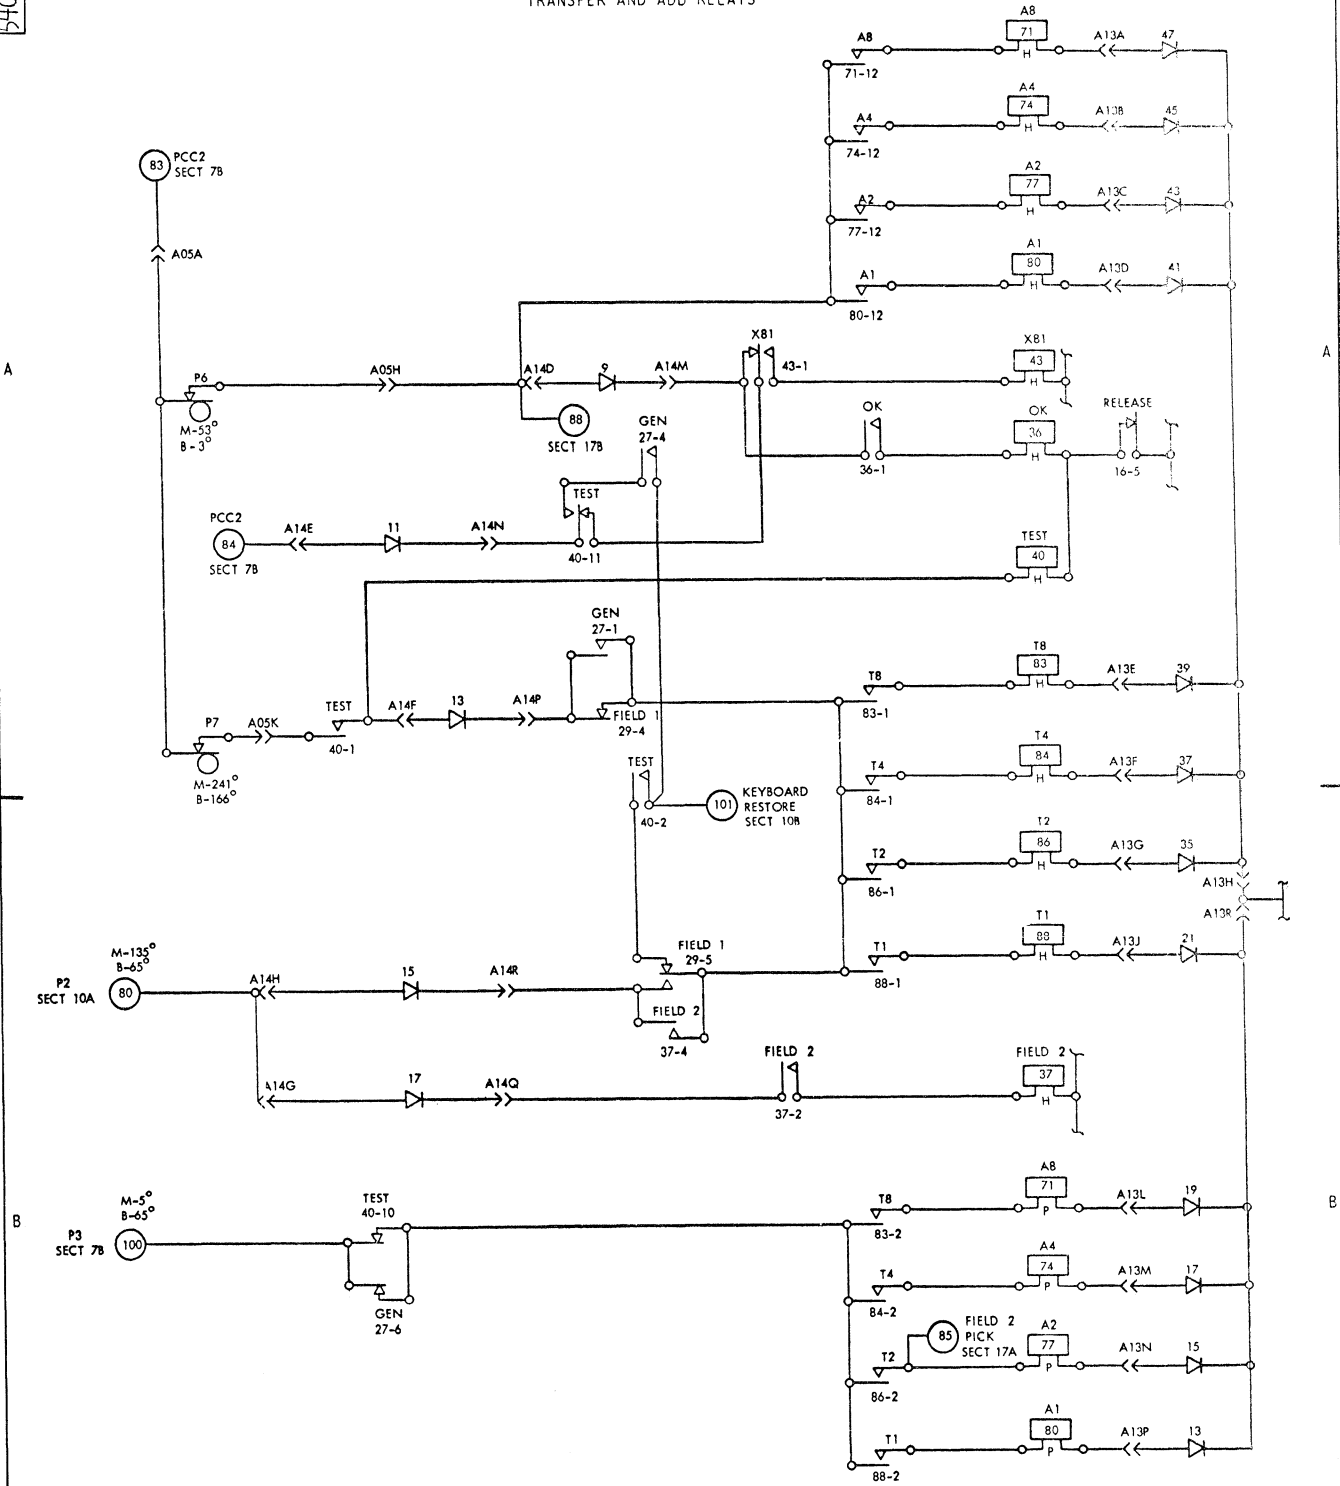 TRANSFER AND ADD RELAYS
A8
71
H
A8
71-12
A13A
47
A4
74
H
A4
74-12
A13B
45
A2
77
H
A2
77-12
A13C
43
A1
80
H
A1
80-12
A13D
41
83
PCC2
SECT 7B
A05A
X81
43-1
X81
43
H
A
A
P6
M-53°
B-3°
A05H
A14D
9
A14M
88
SECT 17B
GEN
27-4
OK
36-1
OK
36
H
RELEASE
16-5
PCC2
84
SECT 7B
A14E
11
A14N
TEST
40-11
TEST
40
H
GEN
27-1
P7
M-241°
B-166°
A05K
TEST
40-1
A14F
13
A14P
FIELD 1
29-4
T8
83-1
T8
83
H
A13E
39
T4
84-1
T4
84
H
A13F
37
TEST
40-2
101
KEYBOARD
RESTORE
SECT 10B
T2
86-1
T2
86
H
A13G
35
A13H
A13R
T1
88-1
T1
88
H
A13J
21
M-135°
B-65°
P2
SECT 10A
80
A14H
15
A14R
FIELD 1
29-5
FIELD 2
37-4
A14G
17
A14Q
FIELD 2
37-2
FIELD 2
37
H
B
B
M-5°
B-65°
P3
SECT 7B
100
TEST
40-10
GEN
27-6
T8
83-2
A8
71
P
A13L
19
T4
84-2
A4
74
P
A13M
17
85
FIELD 2
PICK
SECT 17A
T2
86-2
A2
77
P
A13N
15
T1
88-2
A1
80
P
A13P
13